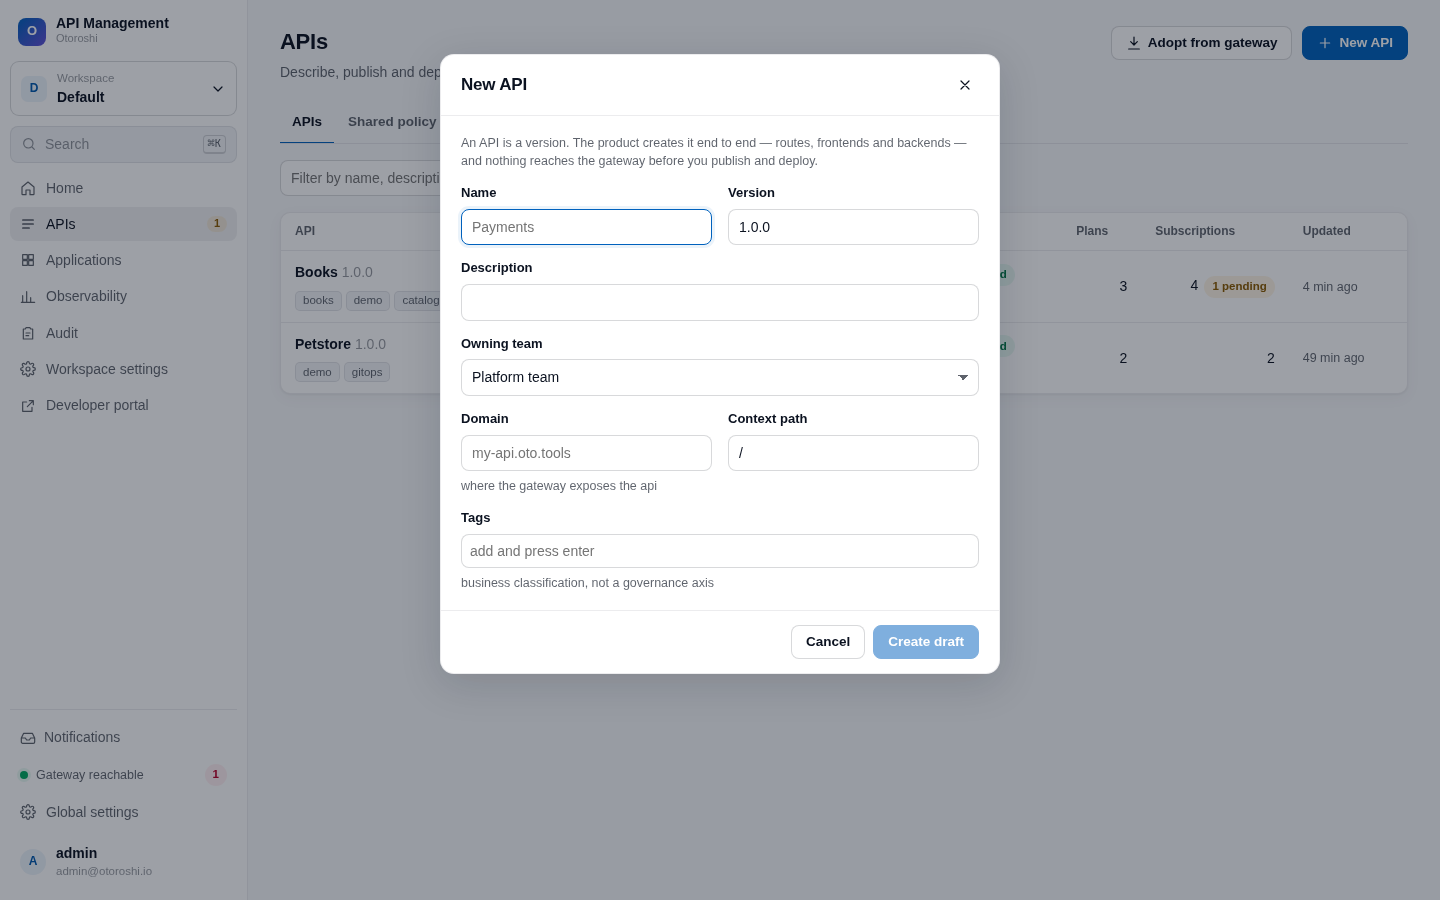 O
API Management
Otoroshi
D
Workspace
Default
Search
⌘K
Home
APIs
1
Applications
Observability
Audit
Workspace settings
Developer portal
Notifications
Gateway reachable
1
Global settings
A
admin
admin@otoroshi.io
APIs
Adopt from gateway
New API
Describe, publish and dep
APIs
Shared policy
Filter by name, descripti
API
Plans
Subscriptions
Updated
Books 1.0.0
books
demo
catalog
d
3
4
1 pending
4 min ago
Petstore 1.0.0
demo
gitops
d
2
2
49 min ago
New API
An API is a version. The product creates it end to end — routes, frontends and backends —
and nothing reaches the gateway before you publish and deploy.
Name
Version
Payments
1.0.0
Description
Owning team
Platform team
Domain
Context path
my-api.oto.tools
/
where the gateway exposes the api
Tags
add and press enter
business classification, not a governance axis
Cancel
Create draft